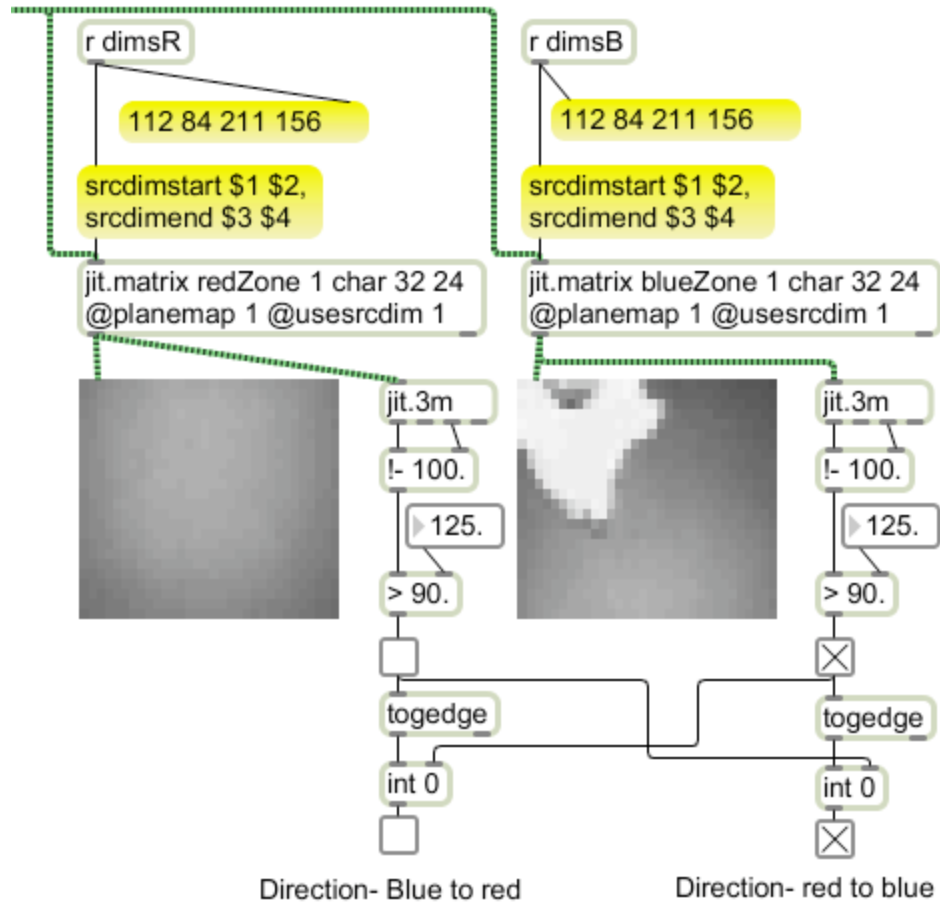 r dimsR
r dimsB
112 84 211 156
112 84 211 156
srcdimstart $1 $2,
srcdimend $3 $4
srcdimstart $1 $2,
srcdimend $3 $4
jit.matrix redZone 1 char 32 24
@planemap 1 @usesrcdim 1
jit.matrix blueZone 1 char 32 24
@planemap 1 @usesrcdim 1
jit.3m
jit.3m
!- 100.
!- 100.
125.
125.
> 90.
> 90.
togedge
togedge
int 0
int 0
Direction- Blue to red
Direction- red to blue